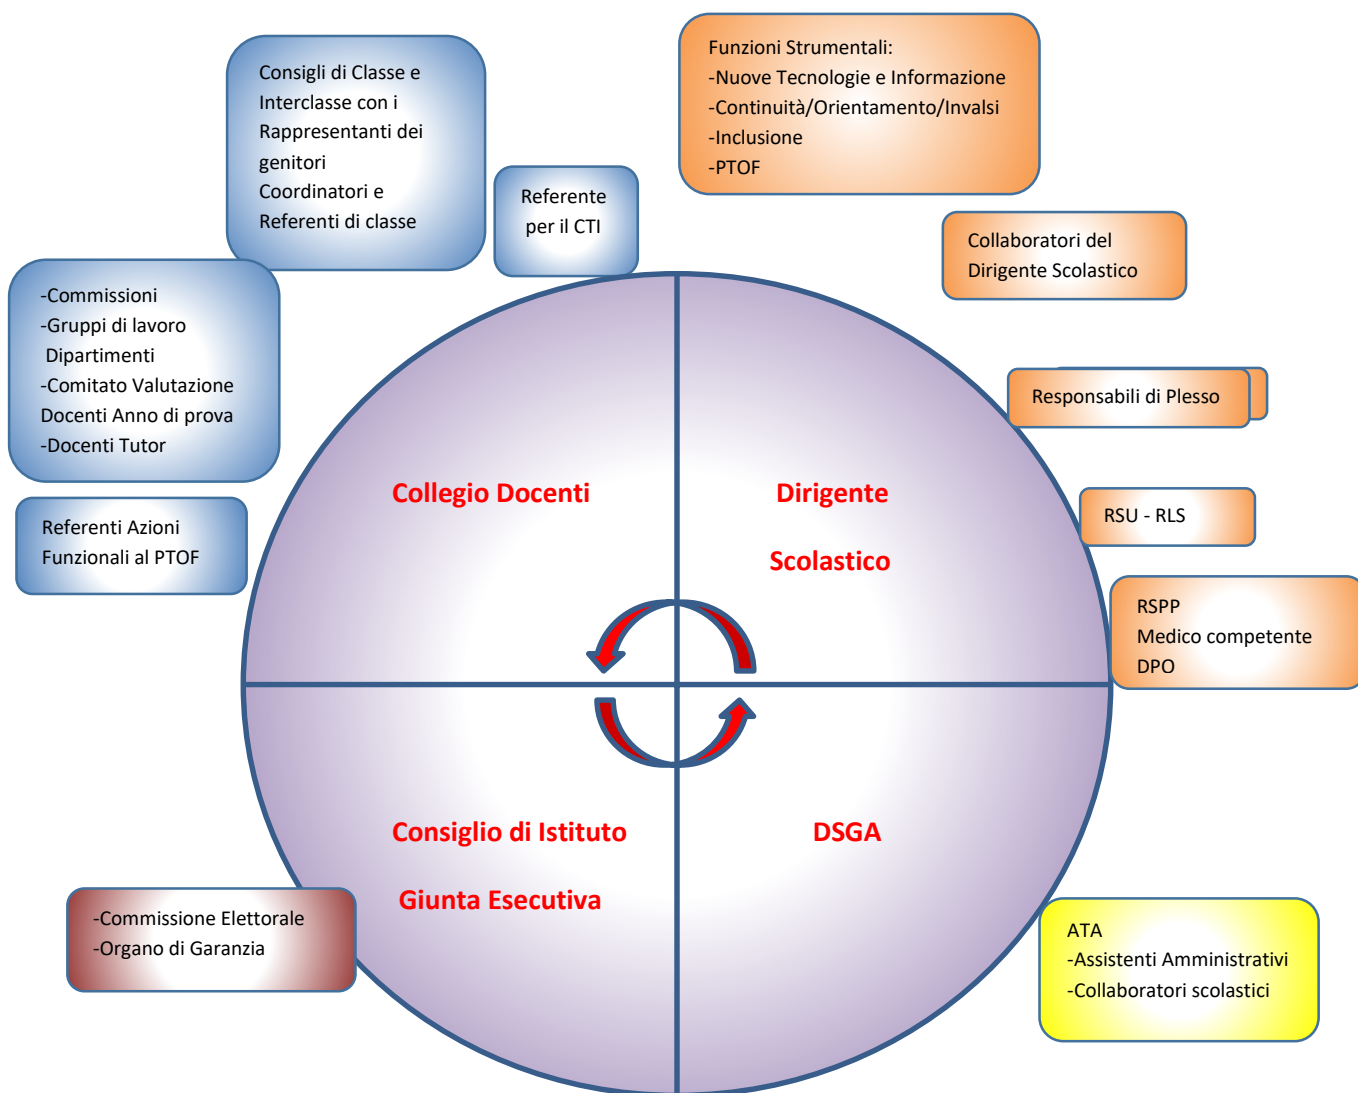 Consigli di Classe e
Interclasse con i
Rappresentanti dei
genitori
Coordinatori e
Referenti di classe
Referente
per il CTI
Funzioni Strumentali:
-Nuove Tecnologie e Informazione
-Continuità/Orientamento/Invalsi
-Inclusione
-PTOF
Collaboratori del
Dirigente Scolastico
-Commissioni
-Gruppi di lavoro
Dipartimenti
-Comitato Valutazione
Docenti Anno di prova
-Docenti Tutor
Responsabili di Plesso
Referenti Azioni
Funzionali al PTOF
RSU - RLS
RSPP
Medico competente
DPO
Collegio Docenti
Dirigente
Scolastico
Consiglio di Istituto
Giunta Esecutiva
DSGA
-Commissione Elettorale
-Organo di Garanzia
ATA
-Assistenti Amministrativi
-Collaboratori scolastici